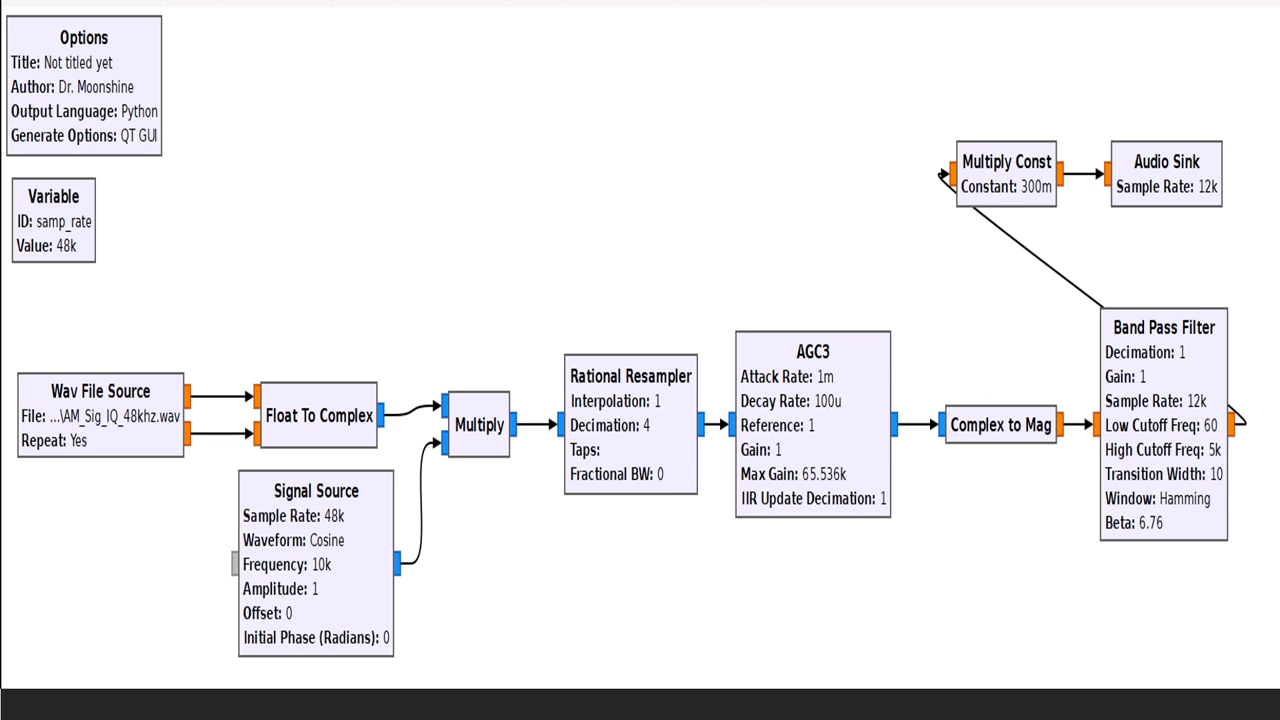 Options
Title: Not titled yet
Author: Dr. Moonshine
Output Language: Python
Generate Options: QT GUI
Variable
ID: samp_rate
Value: 48k
Multiply Const
Constant: 300m
Audio Sink
Sample Rate: 12k
Wav File Source
File: ...\AM_Sig_IQ_48khz.wav
Repeat: Yes
Float To Complex
Signal Source
Sample Rate: 48k
Waveform: Cosine
Frequency: 10k
Amplitude: 1
Offset: 0
Initial Phase (Radians): 0
Multiply
Rational Resampler
Interpolation: 1
Decimation: 4
Taps:
Fractional BW: 0
AGC3
Attack Rate: 1m
Decay Rate: 100u
Reference: 1
Gain: 1
Max Gain: 65.536k
IIR Update Decimation: 1
Complex to Mag
Band Pass Filter
Decimation: 1
Gain: 1
Sample Rate: 12k
Low Cutoff Freq: 60
High Cutoff Freq: 5k
Transition Width: 10
Window: Hamming
Beta: 6.76